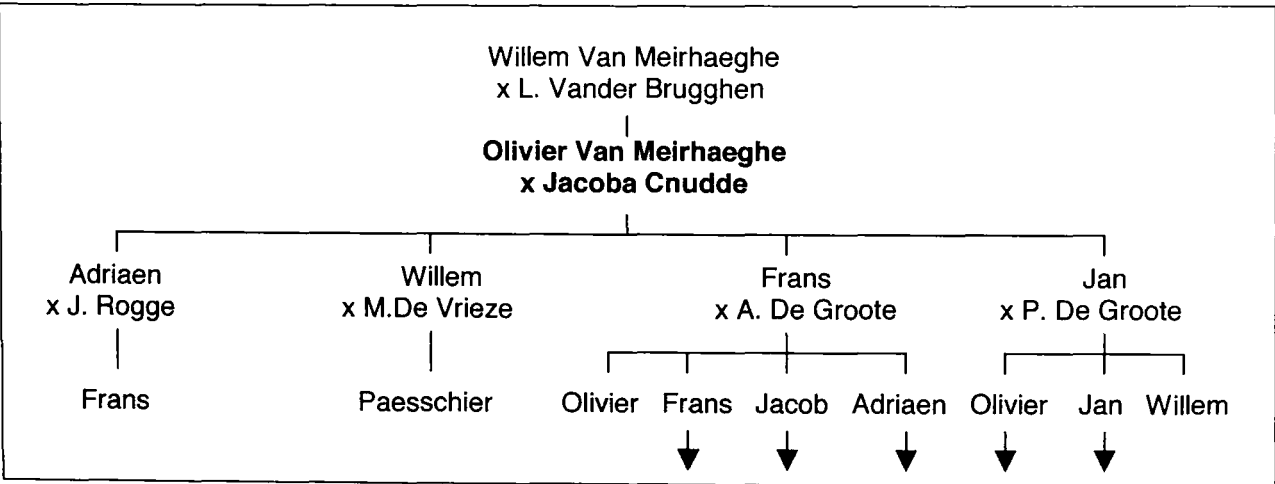 Willem Van Meirhaeghe
x L. Vander Brugghen
Olivier Van Meirhaeghe
x Jacoba Cnudde
Adriaen
x J. Rogge
Willem
x M.De Vrieze
Frans
x A. De Groote
Jan
x P. De Groote
Frans
Paesschier
Olivier Frans Jacob Adriaen
Olivier Jan Willem